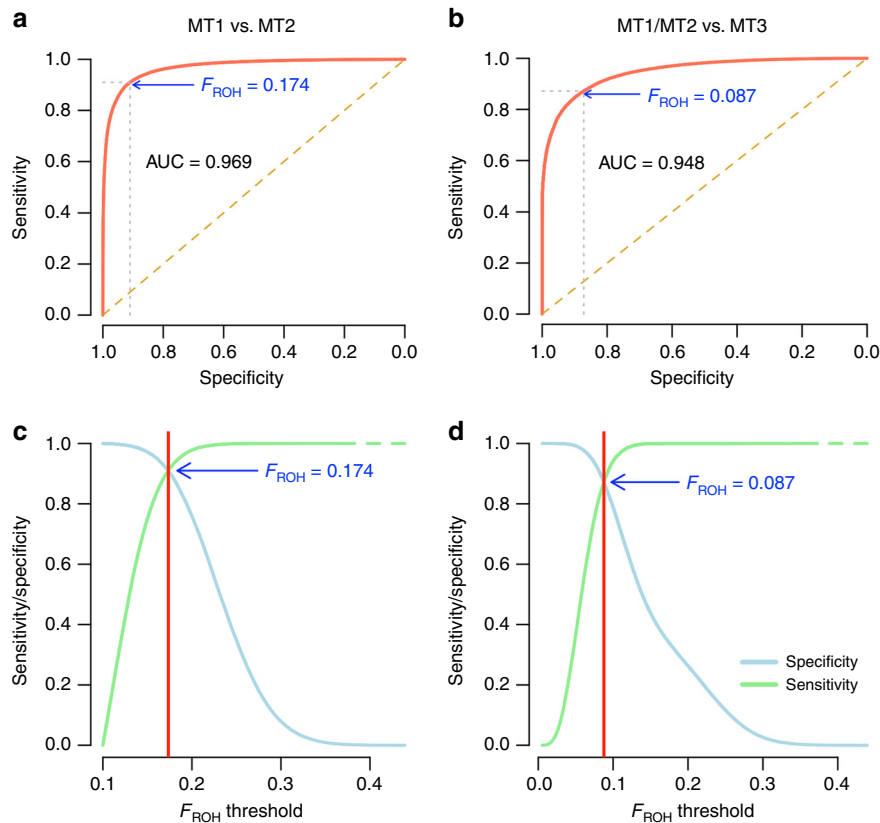 a
MT1 vs. MT2
1.0
0.8
0.6
0.4
0.2
0.0
Sensitivity
FROH = 0.174
AUC = 0.969
1.0 0.8 0.6 0.4 0.2 0.0
Specificity
b
MT1/MT2 vs. MT3
1.0
0.8
0.6
0.4
0.2
0.0
Sensitivity
FROH = 0.087
AUC = 0.948
1.0 0.8 0.6 0.4 0.2 0.0
Specificity
c
1.0
0.8
0.6
0.4
0.2
0.0
Sensitivity/specificity
FROH = 0.174
0.1 0.2 0.3 0.4
FROH threshold
d
1.0
0.8
0.6
0.4
0.2
0.0
Sensitivity/specificity
FROH = 0.087
Specificity
Sensitivity
0.0 0.1 0.2 0.3 0.4
FROH threshold